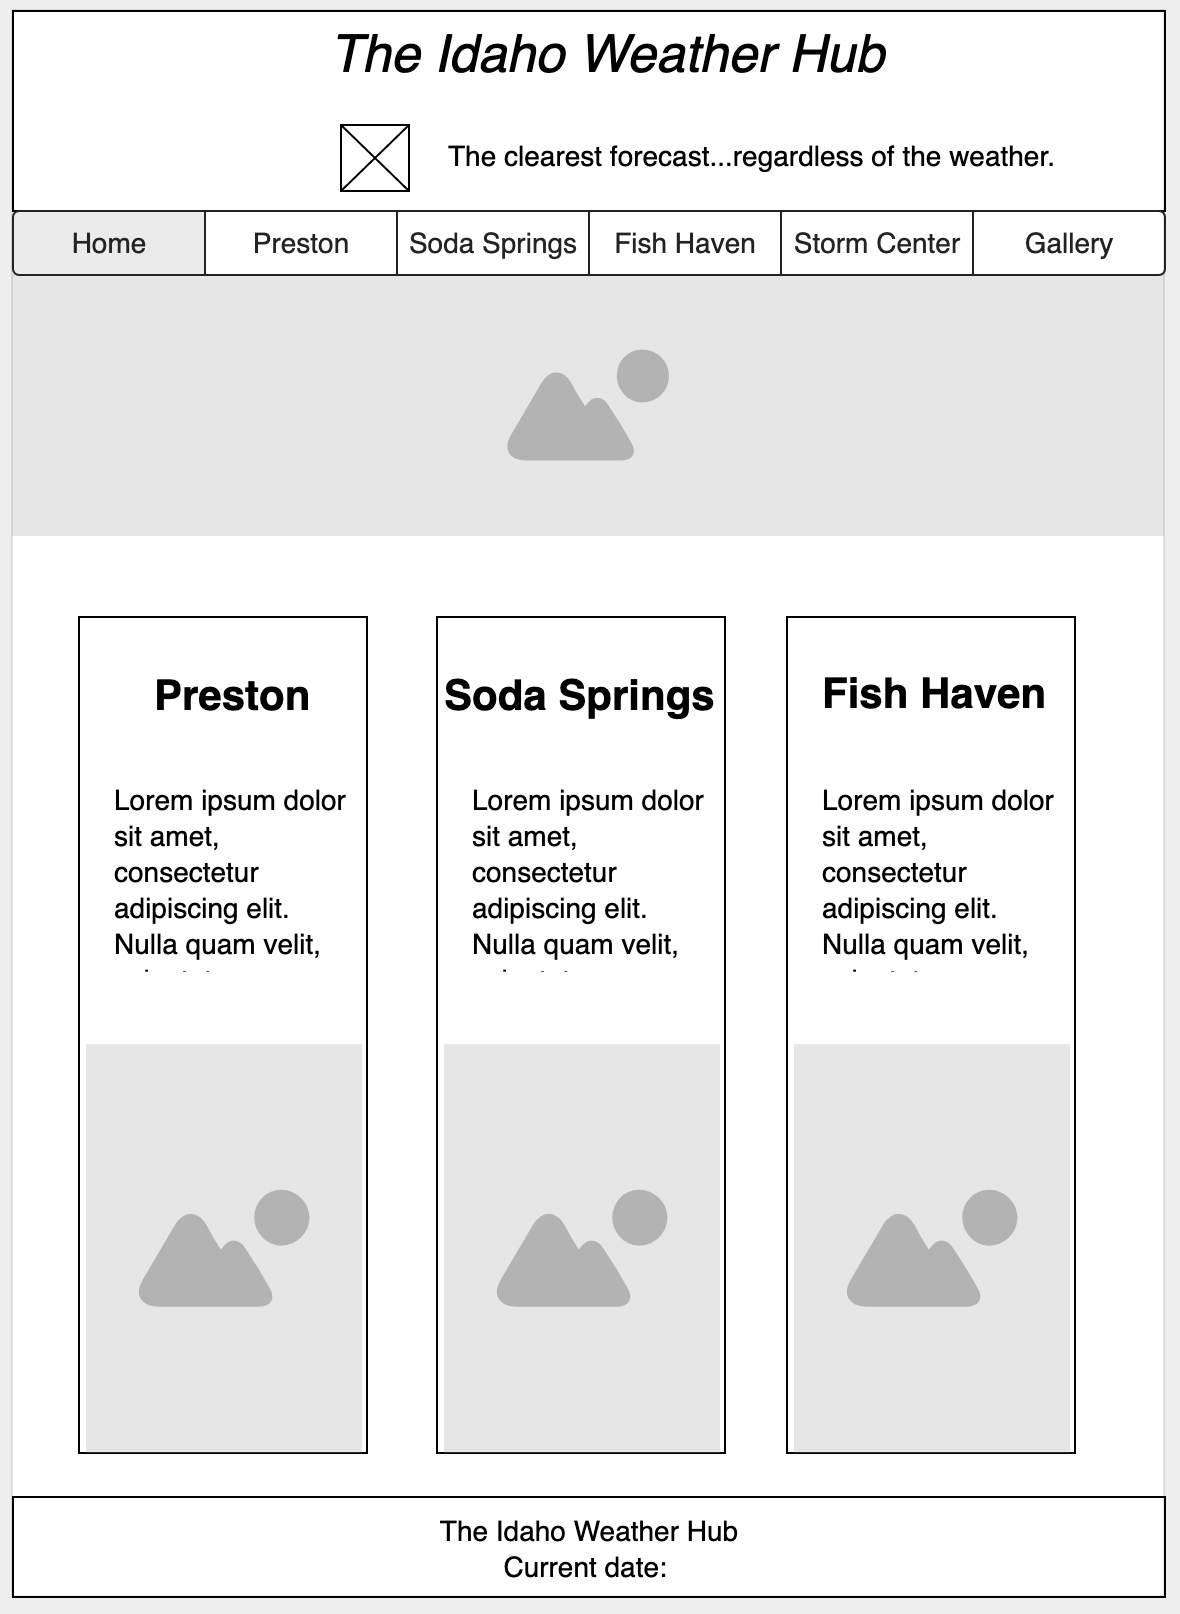 The Idaho Weather Hub
The clearest forecast...regardless of the weather.
Home Preston Soda Springs Fish Haven Storm Center Gallery
Preston
Lorem ipsum dolor
sit amet,
consectetur
adipiscing elit.
Nulla quam velit,
Soda Springs
Lorem ipsum dolor
sit amet,
consectetur
adipiscing elit.
Nulla quam velit,
Fish Haven
Lorem ipsum dolor
sit amet,
consectetur
adipiscing elit.
Nulla quam velit,
The Idaho Weather Hub
Current date: